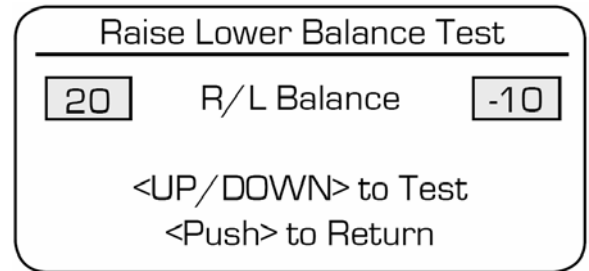 Raise Lower Balance Test
20 R/L Balance -10
<UP/DOWN> to Test
<Push> to Return